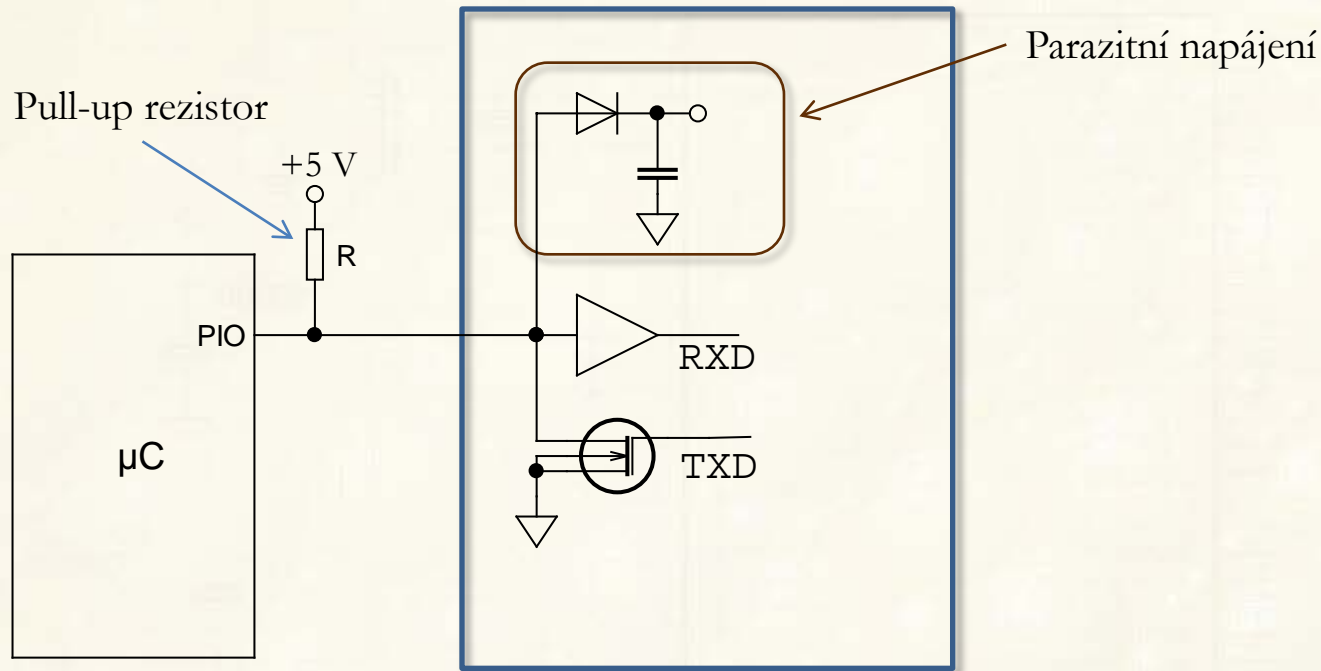 Parazitní napájení
Pull-up rezistor
+5 V
R
PIO
RXD
µC
TXD